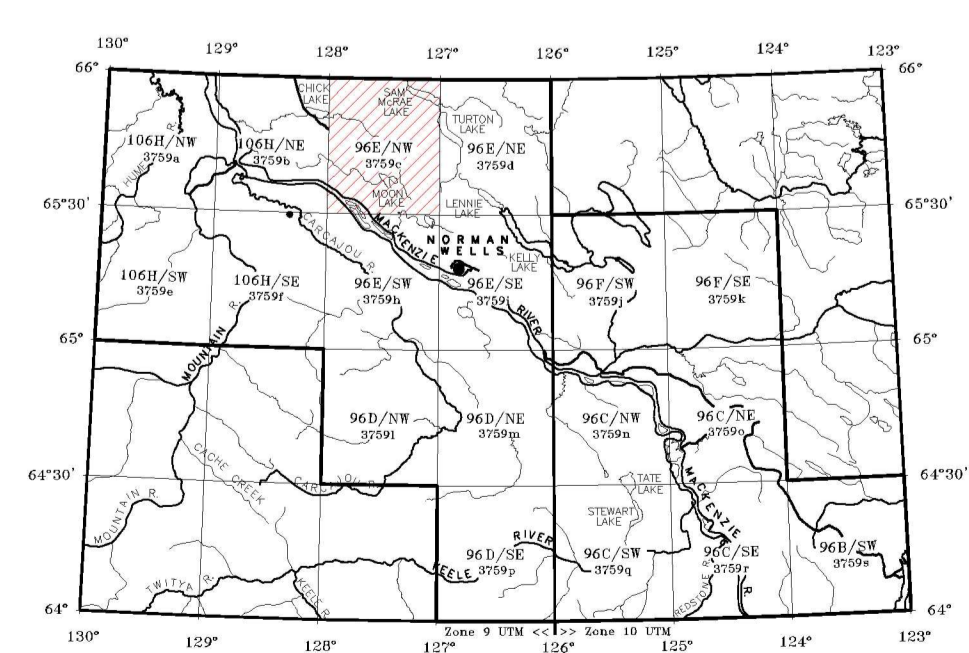 130° 129° 128° 127° 126° 125° 124° 123°
66° 66°
CHICK
LAKE
SAM
McRAE
LAKE
TURTON
LAKE
106H/NW
3759a
106H/NE
3759b
96E/NW
3759c
96E/NE
3759d
HUME R.
MOON
LAKE
LENNIE
LAKE
65°30' 65°30'
CARCAJOU R.
MACKENZIE
NORMAN
WELLS
KELLY
LAKE
106H/SW
3759e
106H/SE
3759f
96E/SW
3759h
96E/SE
3759i
96F/SW
3759j
96F/SE
3759k
MOUNTAIN R.
RIVER
65° 65°
96D/NW
3759l
96D/NE
3759m
96C/NW
3759n
96C/NE
3759o
CACHE CREEK
64°30' 64°30'
MOUNTAIN R.
TATE
LAKE
MACKENZIE
STEWART
LAKE
RIVER
96D/SE
3759p
96C/SW
3759q
96C/SE
3759r
96B/SW
3759s
KEELE
TWITYA R.
KEELE R.
REDSTONE R.
R.
64° 64°
Zone 9 UTM << >> Zone 10 UTM
130° 129° 128° 127° 126° 125° 124° 123°